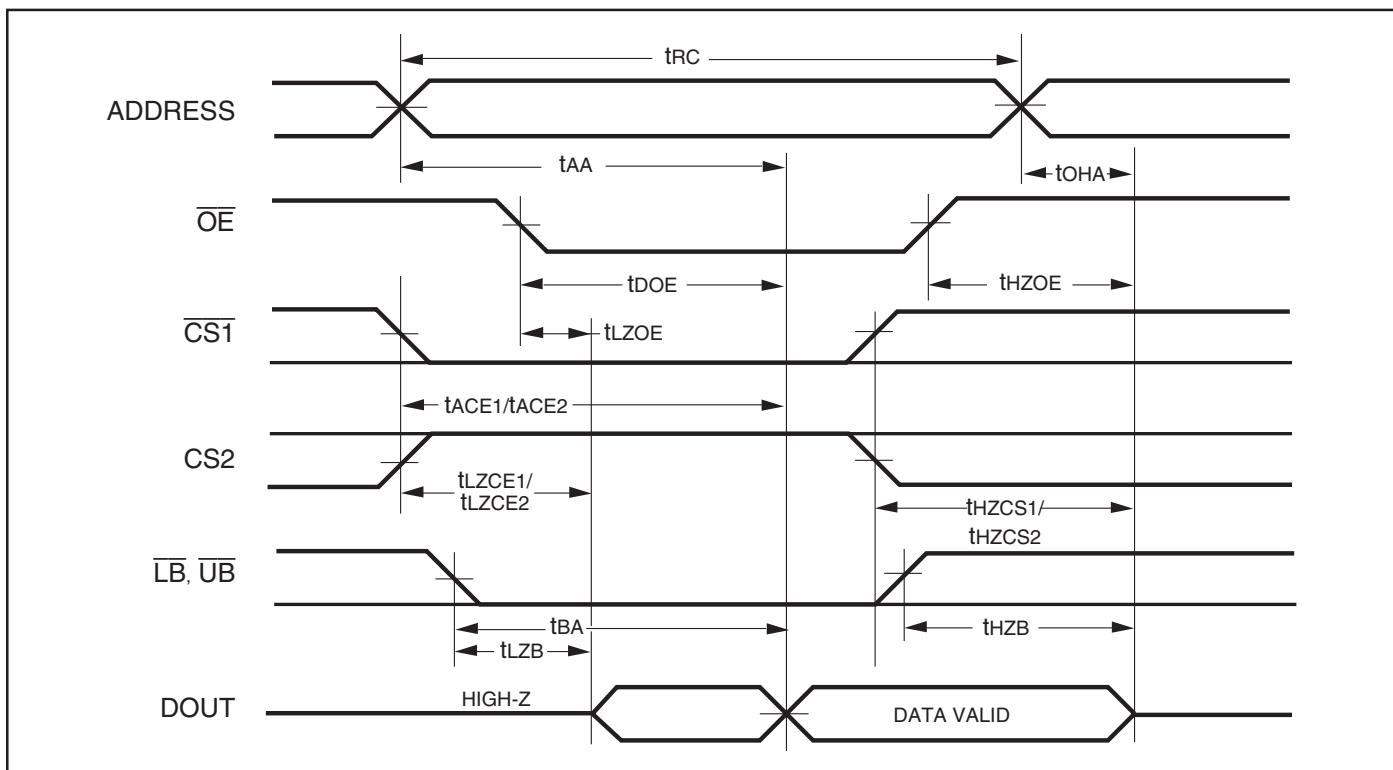 tRC
ADDRESS
tAA
tOHA
OE
tDOE
tHZOE
CS1
tLZOE
tACE1/tACE2
CS2
tLZCE1/
tLZCE2
tHZCS1/
tHZCS2
LB, UB
tBA
tHZB
tLZB
HIGH-Z
DOUT
DATA VALID